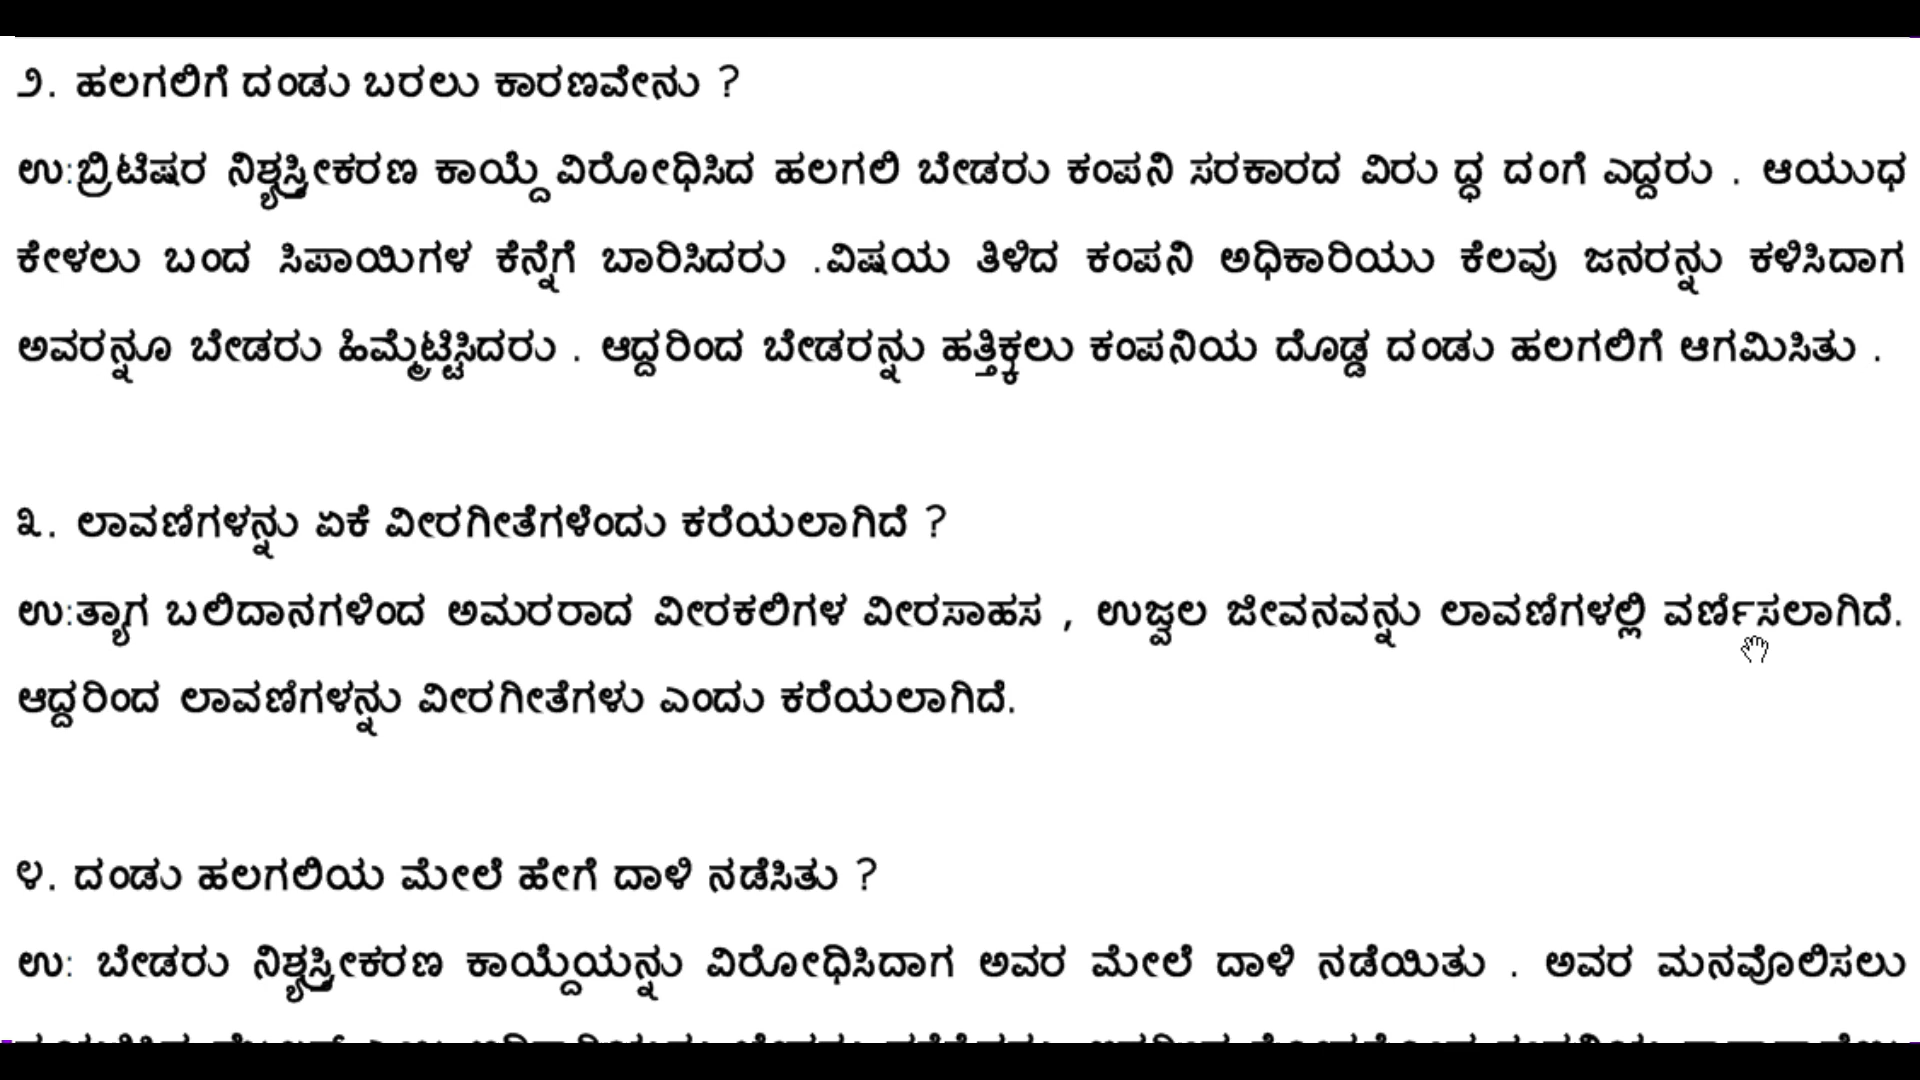 ೨. ಹಲಗಲಿಗೆ ದಂಡು ಬರಲು ಕಾರಣವೇನು ?
ಉ:ಬ್ರಿಟಿಷರ ನಿಶ್ಶಸ್ತ್ರೀಕರಣ ಕಾಯ್ದೆ ವಿರೋಧಿಸಿದ ಹಲಗಲಿ ಬೇಡರು ಕಂಪನಿ ಸರಕಾರದ ವಿರು ದ್ಧ ದಂಗೆ ಎದ್ದರು . ಆಯುಧ
ಕೇಳಲು ಬಂದ ಸಿಪಾಯಿಗಳ ಕೆನ್ನೆಗೆ ಬಾರಿಸಿದರು .ವಿಷಯ ತಿಳಿದ ಕಂಪನಿ ಅಧಿಕಾರಿಯು ಕೆಲವು ಜನರನ್ನು ಕಳಿಸಿದಾಗ
ಅವರನ್ನೂ ಬೇಡರು ಹಿಮ್ಮೆಟ್ಟಿಸಿದರು . ಆದ್ದರಿಂದ ಬೇಡರನ್ನು ಹತ್ತಿಕ್ಕಲು ಕಂಪನಿಯ ದೊಡ್ಡ ದಂಡು ಹಲಗಲಿಗೆ ಆಗಮಿಸಿತು .
೩. ಲಾವಣಿಗಳನ್ನು ಏಕೆ ವೀರಗೀತೆಗಳೆಂದು ಕರೆಯಲಾಗಿದೆ ?
ಉ:ತ್ಯಾಗ ಬಲಿದಾನಗಳಿಂದ ಅಮರರಾದ ವೀರಕಲಿಗಳ ವೀರಸಾಹಸ , ಉಜ್ವಲ ಜೀವನವನ್ನು ಲಾವಣಿಗಳಲ್ಲಿ ವರ್ಣಿಸಲಾಗಿದೆ.
ಆದ್ದರಿಂದ ಲಾವಣಿಗಳನ್ನು ವೀರಗೀತೆಗಳು ಎಂದು ಕರೆಯಲಾಗಿದೆ.
೪. ದಂಡು ಹಲಗಲಿಯ ಮೇಲೆ ಹೇಗೆ ದಾಳಿ ನಡೆಸಿತು ?
ಉ: ಬೇಡರು ನಿಶ್ಶಸ್ತ್ರೀಕರಣ ಕಾಯ್ದೆಯನ್ನು ವಿರೋಧಿಸಿದಾಗ ಅವರ ಮೇಲೆ ದಾಳಿ ನಡೆಯಿತು . ಅವರ ಮನವೊಲಿಸಲು